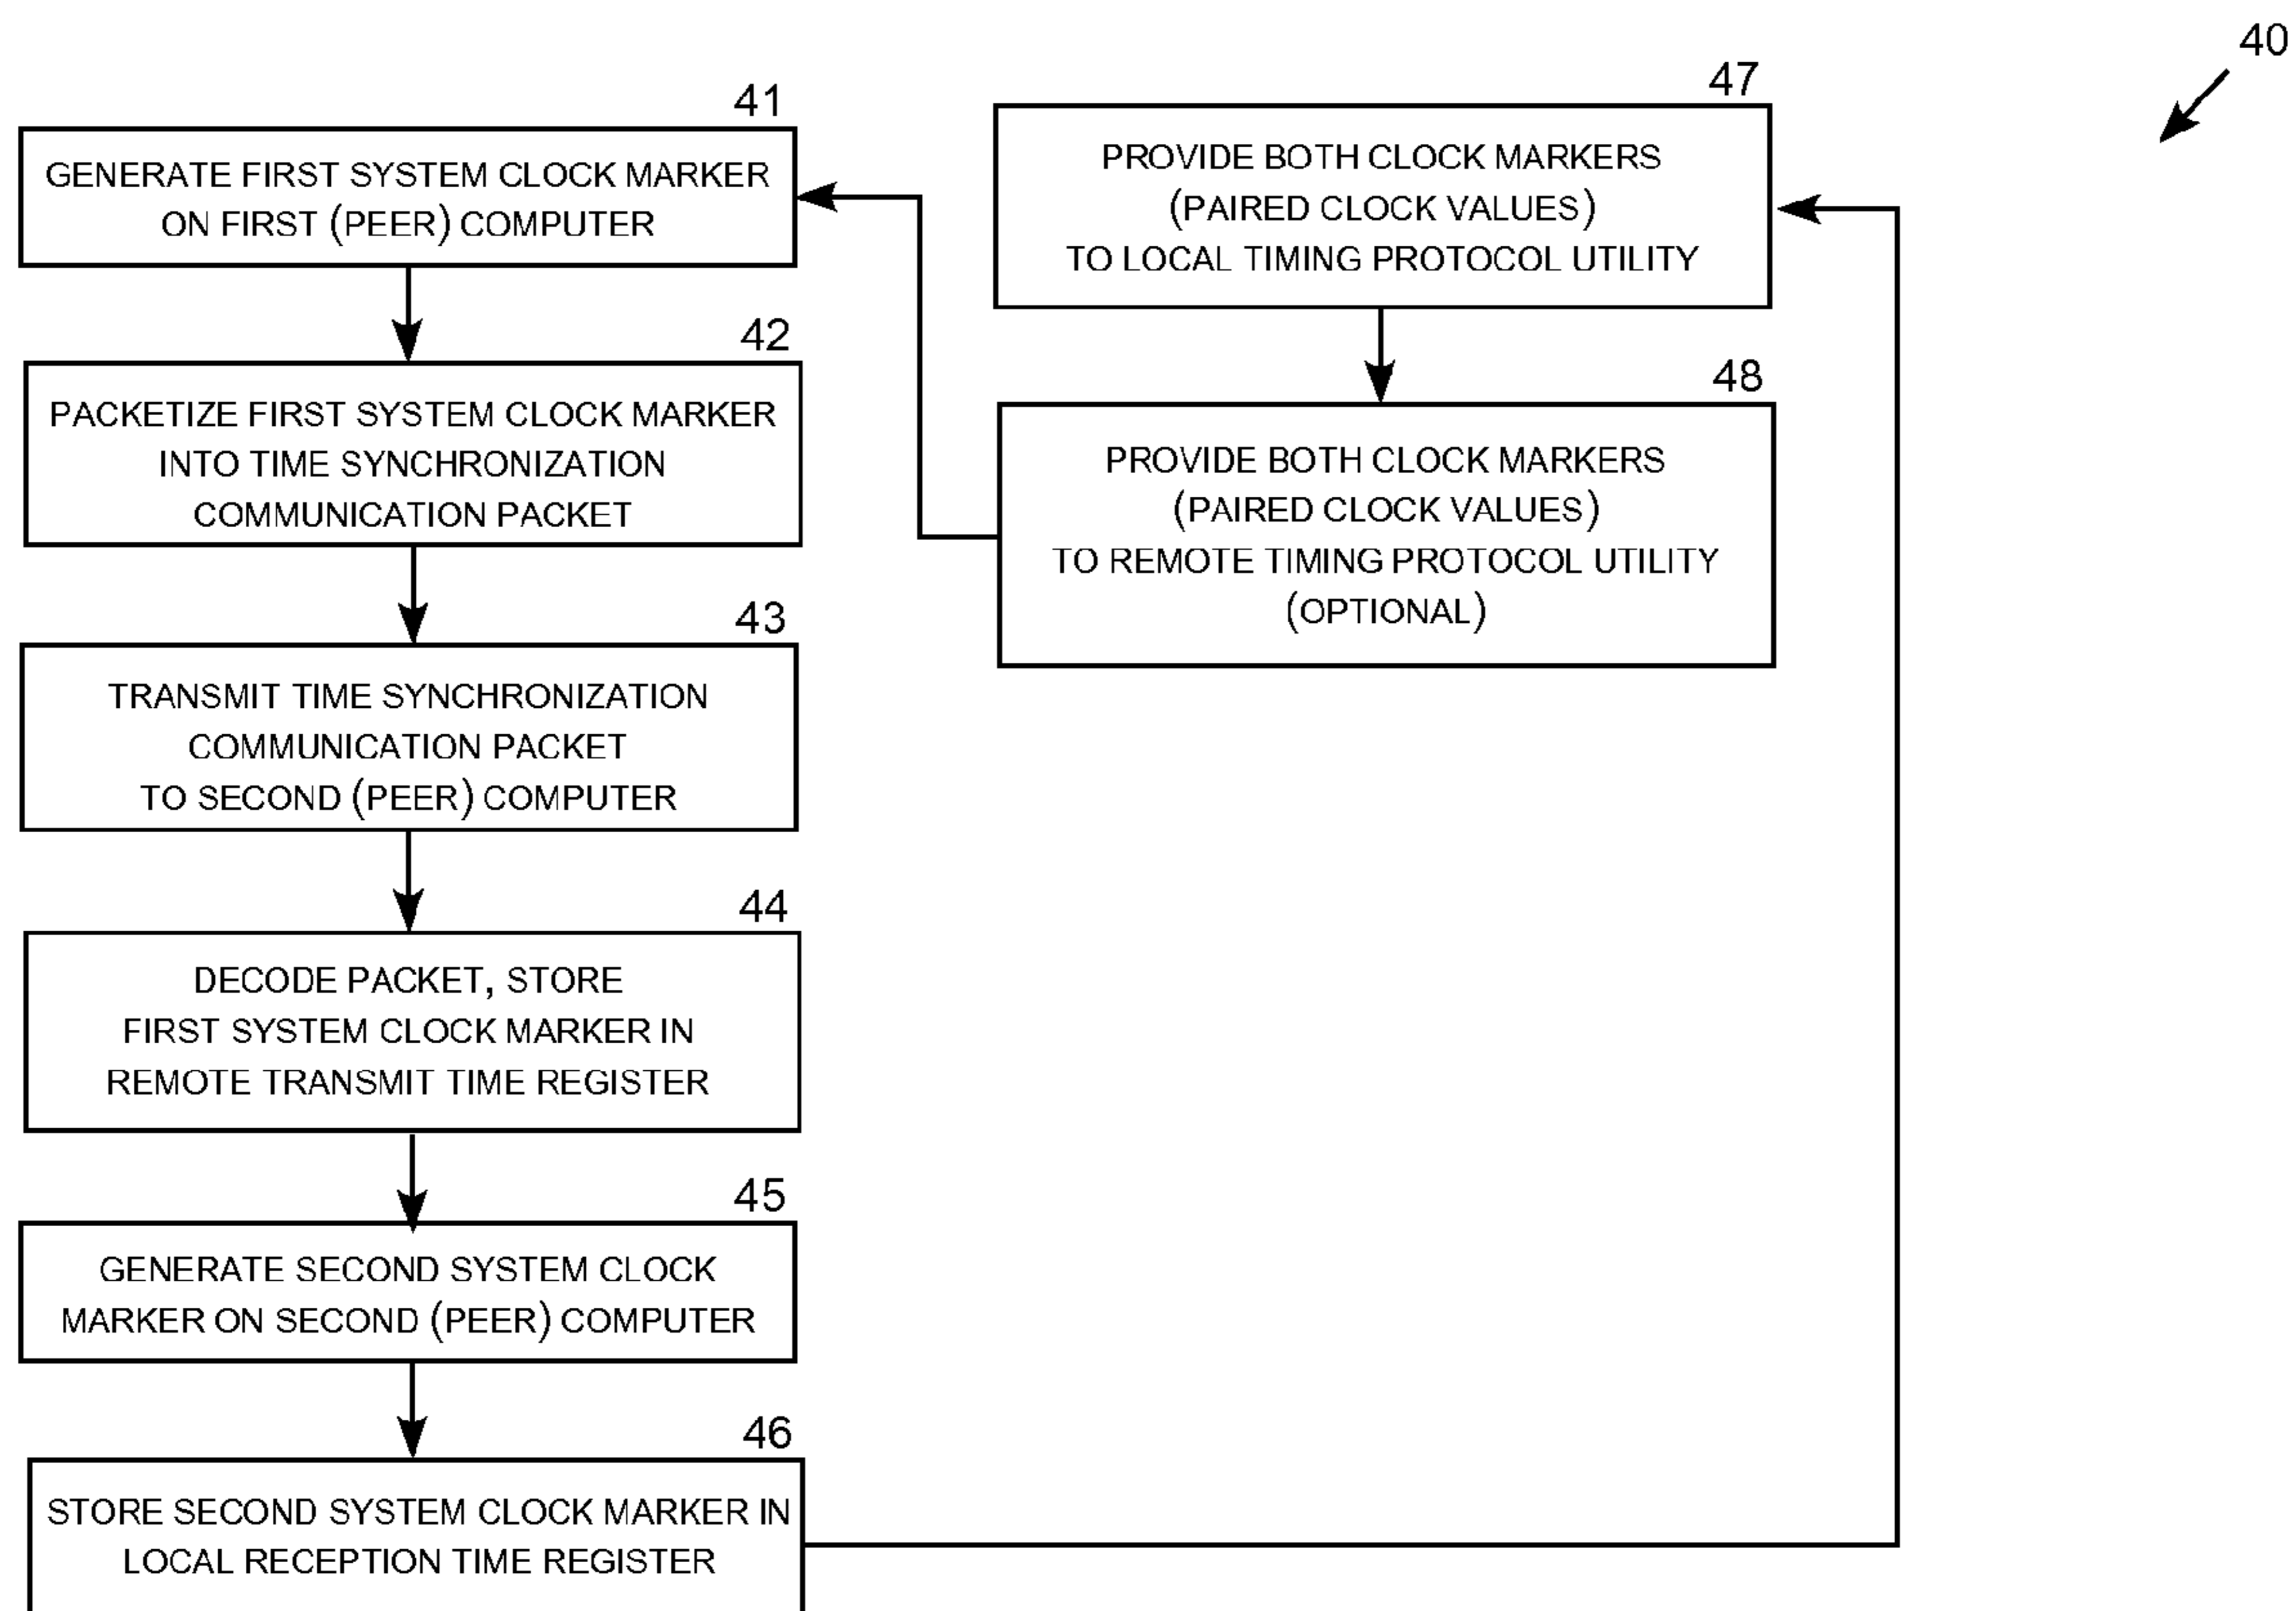 40
41
GENERATE FIRST SYSTEM CLOCK MARKER
ON FIRST (PEER) COMPUTER
42
PACKETIZE FIRST SYSTEM CLOCK MARKER
INTO TIME SYNCHRONIZATION
COMMUNICATION PACKET
43
TRANSMIT TIME SYNCHRONIZATION
COMMUNICATION PACKET
TO SECOND (PEER) COMPUTER
44
DECODE PACKET, STORE
FIRST SYSTEM CLOCK MARKER IN
REMOTE TRANSMIT TIME REGISTER
45
GENERATE SECOND SYSTEM CLOCK
MARKER ON SECOND (PEER) COMPUTER
46
STORE SECOND SYSTEM CLOCK MARKER IN
LOCAL RECEPTION TIME REGISTER
47
PROVIDE BOTH CLOCK MARKERS
(PAIRED CLOCK VALUES)
TO LOCAL TIMING PROTOCOL UTILITY
48
PROVIDE BOTH CLOCK MARKERS
(PAIRED CLOCK VALUES)
TO REMOTE TIMING PROTOCOL UTILITY
(OPTIONAL)